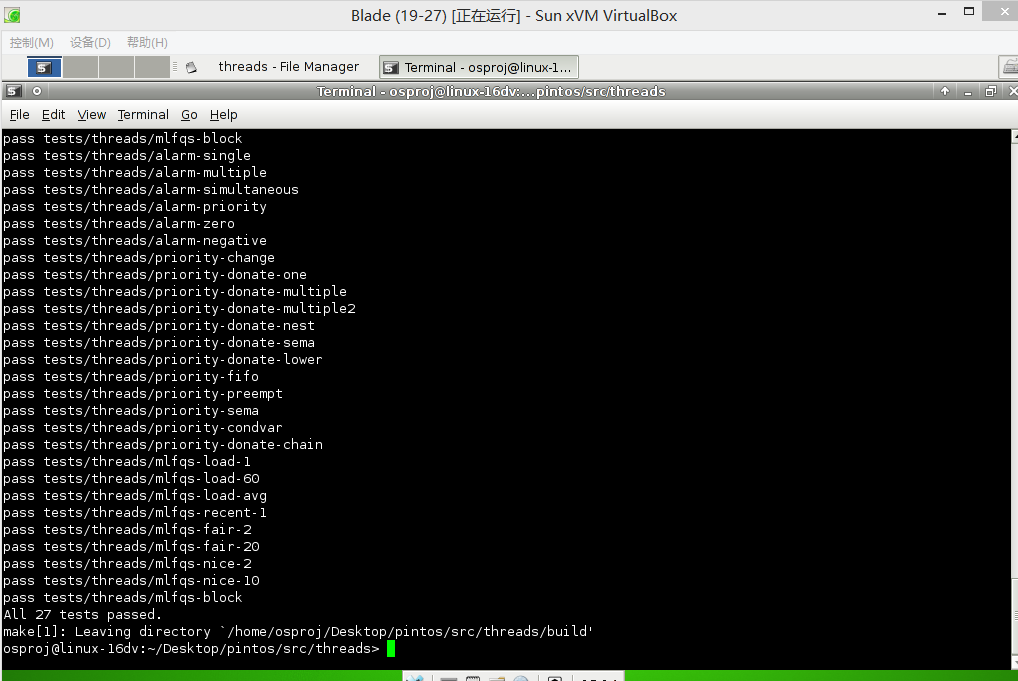 Blade (19-27) [正在运行] - Sun xVM VirtualBox
控制(M) 设备(D) 帮助(H)
threads - File Manager
Terminal - osproj@linux-1...
Terminal - osproj@linux-16dv:...pintos/src/threads
File Edit View Terminal Go Help
pass tests/threads/mlfqs-block
pass tests/threads/alarm-single
pass tests/threads/alarm-multiple
pass tests/threads/alarm-simultaneous
pass tests/threads/alarm-priority
pass tests/threads/alarm-zero
pass tests/threads/alarm-negative
pass tests/threads/priority-change
pass tests/threads/priority-donate-one
pass tests/threads/priority-donate-multiple
pass tests/threads/priority-donate-multiple2
pass tests/threads/priority-donate-nest
pass tests/threads/priority-donate-sema
pass tests/threads/priority-donate-lower
pass tests/threads/priority-fifo
pass tests/threads/priority-preempt
pass tests/threads/priority-sema
pass tests/threads/priority-condvar
pass tests/threads/priority-donate-chain
pass tests/threads/mlfqs-load-1
pass tests/threads/mlfqs-load-60
pass tests/threads/mlfqs-load-avg
pass tests/threads/mlfqs-recent-1
pass tests/threads/mlfqs-fair-2
pass tests/threads/mlfqs-fair-20
pass tests/threads/mlfqs-nice-2
pass tests/threads/mlfqs-nice-10
pass tests/threads/mlfqs-block
All 27 tests passed.
make[1]: Leaving directory `/home/osproj/Desktop/pintos/src/threads/build'
osproj@linux-16dv:~/Desktop/pintos/src/threads>